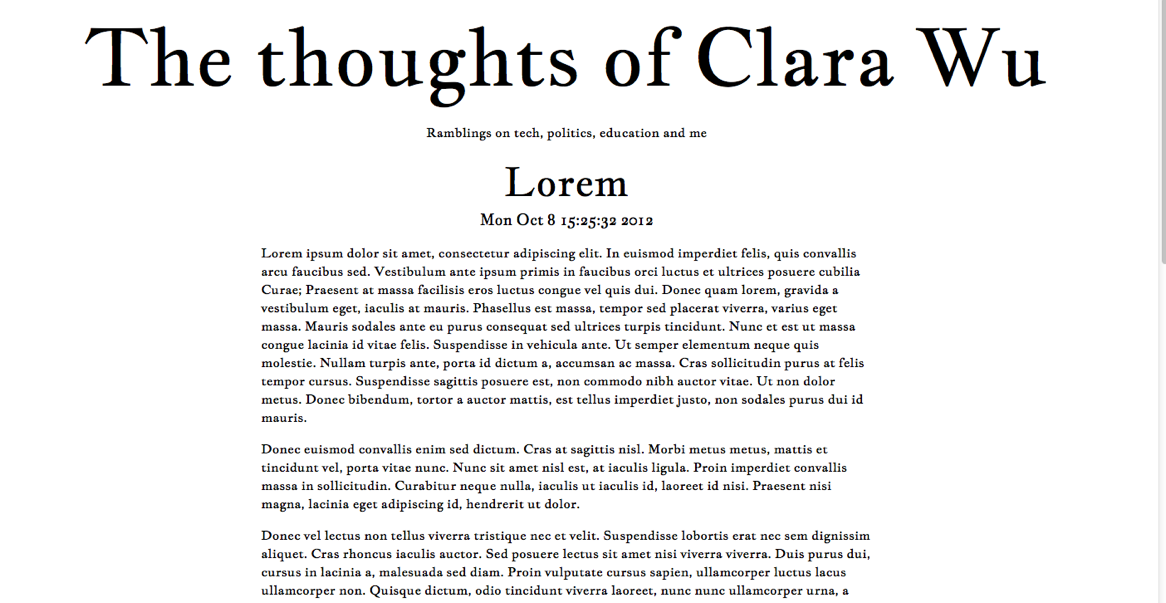 The thoughts of Clara Wu
Ramblings on tech, politics, education and me
Lorem
Mon Oct 8 15:25:32 2012
Lorem ipsum dolor sit amet, consectetur adipiscing elit. In euismod imperdiet felis, quis convallis
arcu faucibus sed. Vestibulum ante ipsum primis in faucibus orci luctus et ultrices posuere cubilia
Curae; Praesent at massa facilisis eros luctus congue vel quis dui. Donec quam lorem, gravida a
vestibulum eget, iaculis at mauris. Phasellus est massa, tempor sed placerat viverra, varius eget
massa. Mauris sodales ante eu purus consequat sed ultrices turpis tincidunt. Nunc et est ut massa
congue lacinia id vitae felis. Suspendisse in vehicula ante. Ut semper elementum neque quis
molestie. Nullam turpis ante, porta id dictum a, accumsan ac massa. Cras sollicitudin purus at felis
tempor cursus. Suspendisse sagittis posuere est, non commodo nibh auctor vitae. Ut non dolor
metus. Donec bibendum, tortor a auctor mattis, est tellus imperdiet justo, non sodales purus dui id
mauris.
Donec euismod convallis enim sed dictum. Cras at sagittis nisl. Morbi metus metus, mattis et
tincidunt vel, porta vitae nunc. Nunc sit amet nisl est, at iaculis ligula. Proin imperdiet convallis
massa in sollicitudin. Curabitur neque nulla, iaculis ut iaculis id, laoreet id nisi. Praesent nisi
magna, lacinia eget adipiscing id, hendrerit ut dolor.
Donec vel lectus non tellus viverra tristique nec et velit. Suspendisse lobortis erat nec sem dignissim
aliquet. Cras rhoncus iaculis auctor. Sed posuere lectus sit amet nisi viverra viverra. Duis purus dui,
cursus in lacinia a, malesuada sed diam. Proin vulputate cursus sapien, ullamcorper luctus lacus
ullamcorper non. Quisque dictum, odio tincidunt viverra laoreet, nunc nunc ullamcorper urna, a